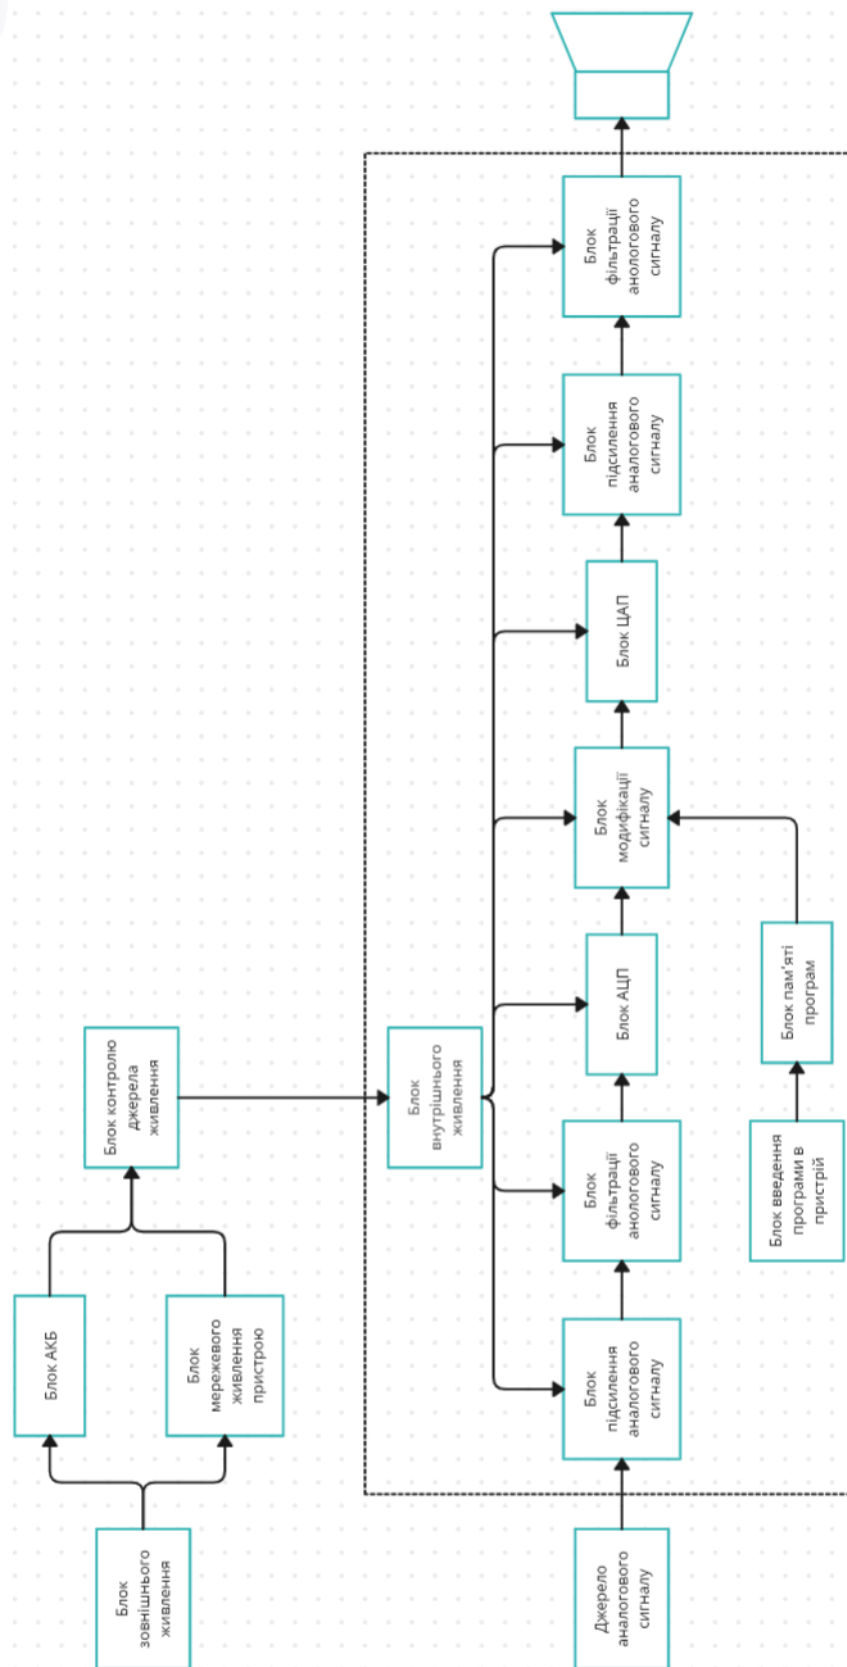 Блок
зовнішнього
живлення
Блок АКБ
Блок
мережевого
живлення
пристрою
Блок контролю
джерела
живлення
Блок
внутрішнього
живлення
Джерело
аналогового
сигналу
Блок
підсилення
аналогового
сигналу
Блок
фільтрації
анологового
сигналу
Блок АЦП
Блок
модифікації
сигналу
Блок ЦАП
Блок
підсилення
аналогового
сигналу
Блок
фільтрації
анологового
сигналу
Блок введення
програми в
пристрій
Блок пам'яті
програм